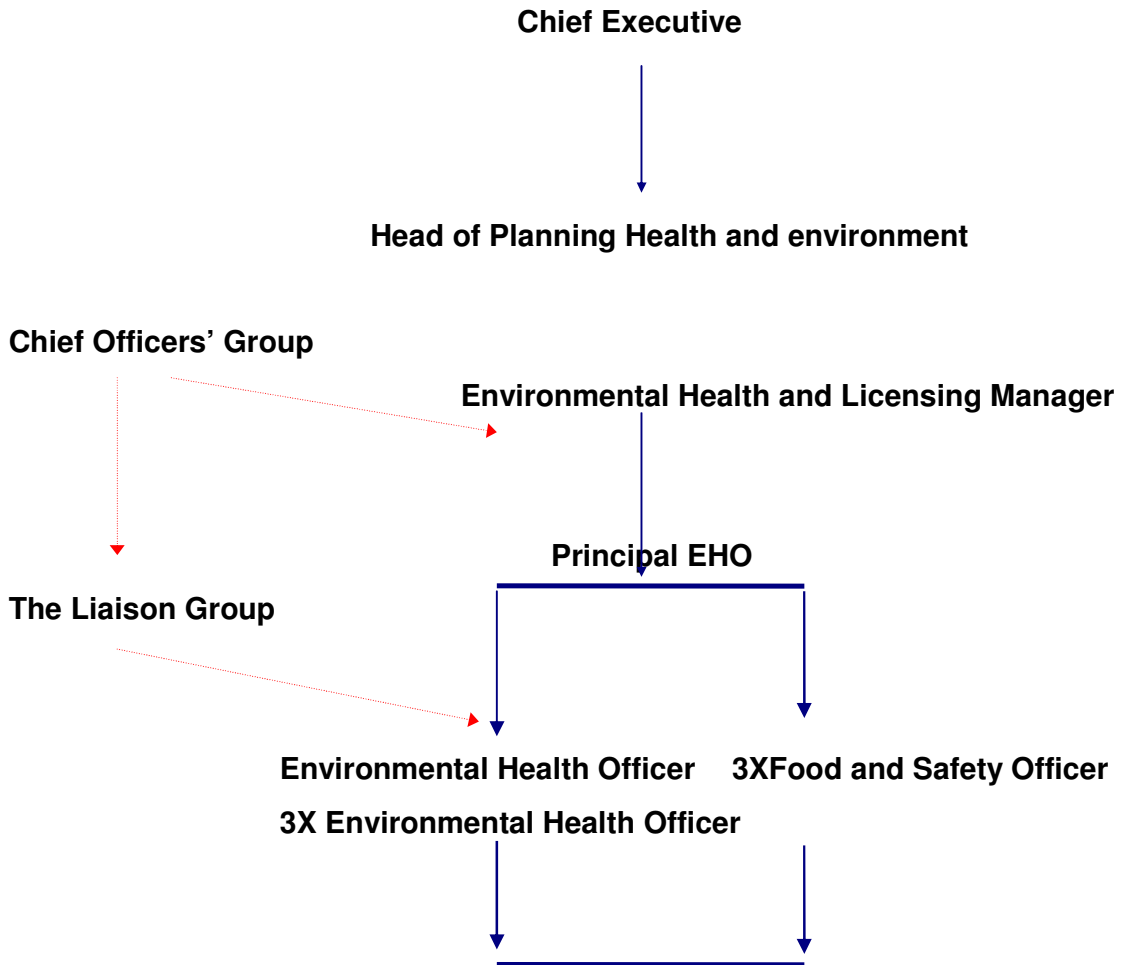 Chief Executive
Head of Planning Health and environment
Chief Officers’ Group
Environmental Health and Licensing Manager
Principal EHO
The Liaison Group
Environmental Health Officer 3XFood and Safety Officer
3X Environmental Health Officer